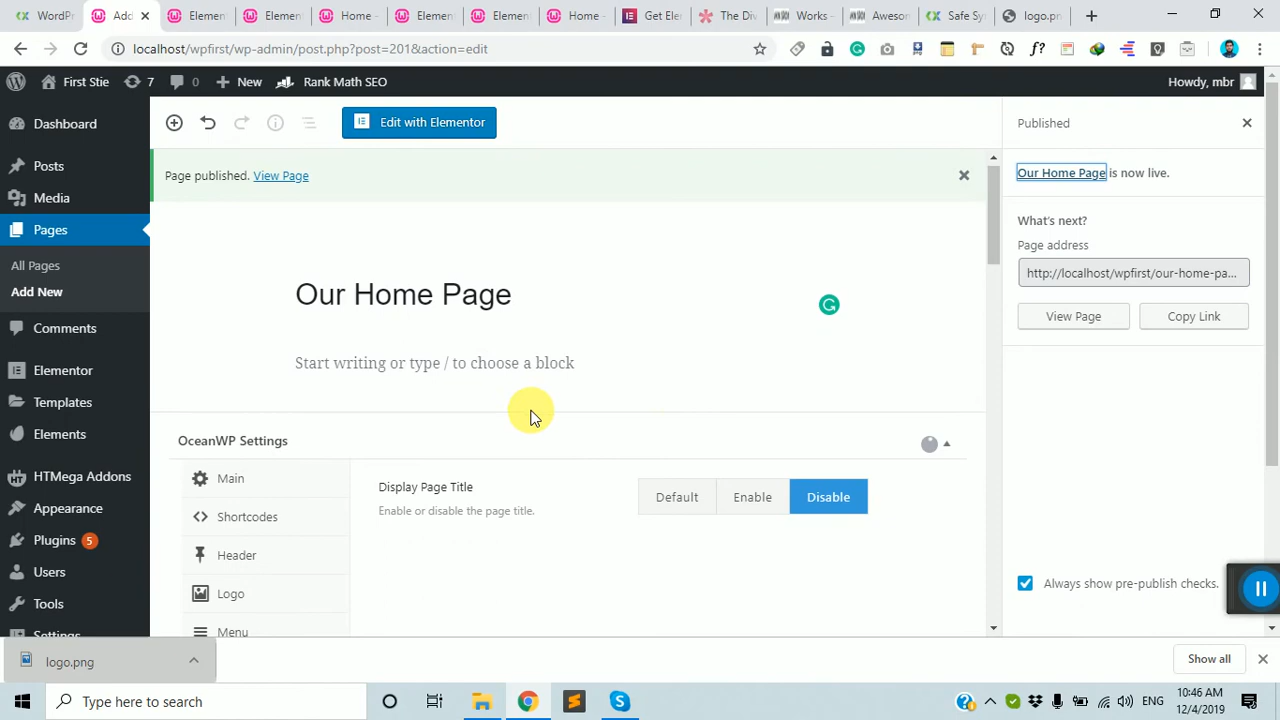 WordPr
Add
Elemen
Elemen
Home -
Elemen
Elemen
Home -
Get Ele
The Div
Works -
Awesor
Safe Sy
logo.pn
localhost/wpfirst/wp-admin/post.php?post=201&action=edit
First Stie
7
0
New
Rank Math SEO
Howdy, mbr
Dashboard
Posts
Media
Pages
All Pages
Add New
Comments
Elementor
Templates
Elements
HTMega Addons
Appearance
Plugins 5
Users
Tools
Settings
Edit with Elementor
Page published. View Page
Our Home Page
Start writing or type / to choose a block
OceanWP Settings
Main
Shortcodes
Header
Logo
Menu
Display Page Title
Enable or disable the page title.
Default
Enable
Disable
Published
Our Home Page is now live.
What's next?
Page address
http://localhost/wpfirst/our-home-pa...
View Page
Copy Link
Always show pre-publish checks.
logo.png
Show all
Type here to search
ENG
10:46 AM
12/4/2019